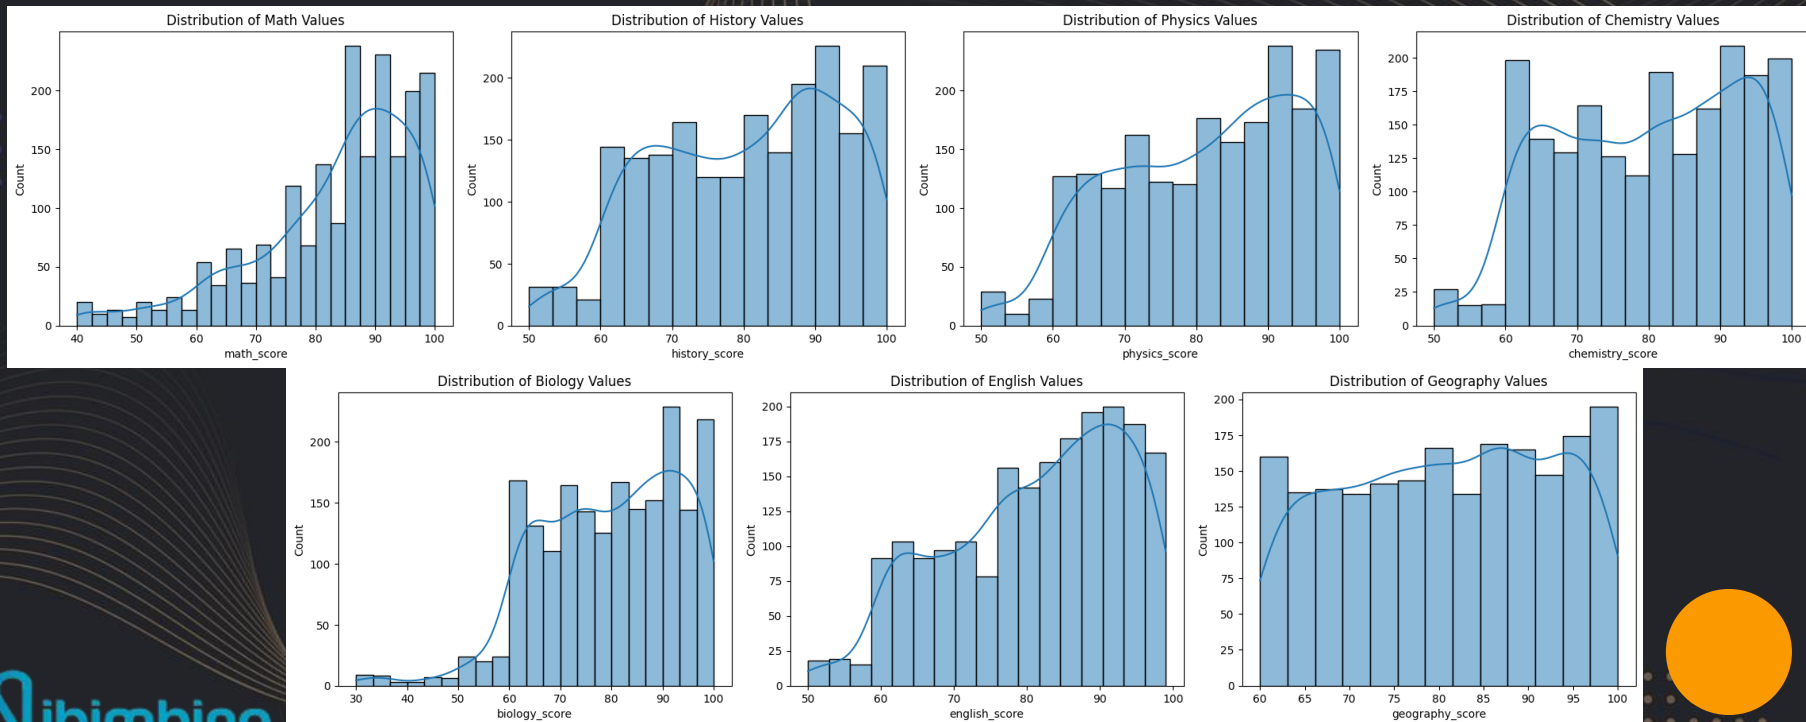 Distribution of Math Values
Count
200
150
100
50
0
40 50 60 70 80 90 100
math_score
Distribution of History Values
Count
200
150
100
50
0
50 60 70 80 90 100
history_score
Distribution of Physics Values
Count
200
150
100
50
0
50 60 70 80 90 100
physics_score
Distribution of Chemistry Values
Count
200
175
150
125
100
75
50
25
0
50 60 70 80 90 100
chemistry_score
Distribution of Biology Values
Count
200
150
100
50
0
30 40 50 60 70 80 90 100
biology_score
Distribution of English Values
Count
200
175
150
125
100
75
50
25
0
50 60 70 80 90 100
english_score
Distribution of Geography Values
Count
200
175
150
125
100
75
50
25
0
60 65 70 75 80 85 90 95 100
geography_score